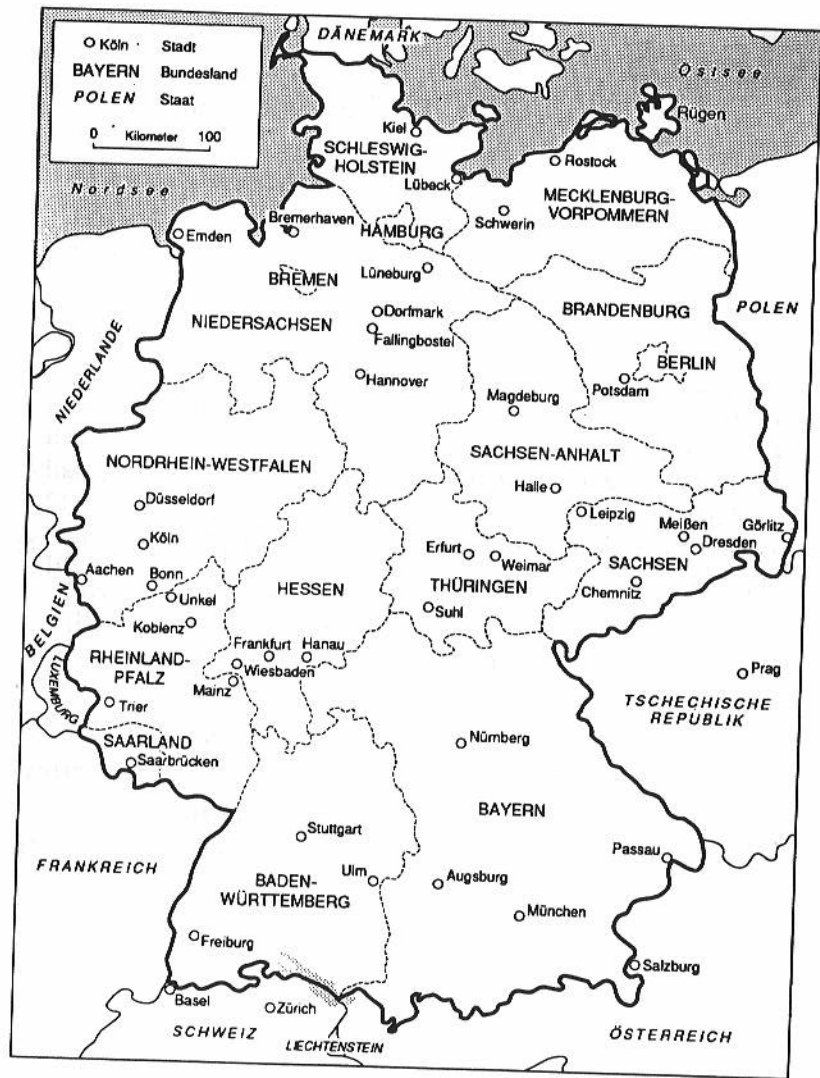 Köln Stadt
BAYERN Bundesland
POLEN Staat
0 Kilometer 100
DÄNEMARK
Ostsee
Rügen
Kiel
SCHLESWIG-
HOLSTEIN
Rostock
Lübeck
Nordsee
MECKLENBURG-
VORPOMMERN
Schwerin
Bremerhaven
Emden
HAMBURG
Lüneburg
BREMEN
BRANDENBURG
POLEN
NIEDERSACHSEN
Dorfmark
Fallingbostel
NIEDERLANDE
BERLIN
Hannover
Potsdam
Magdeburg
NORDRHEIN-WESTFALEN
SACHSEN-ANHALT
Halle
Düsseldorf
Leipzig
Meißen
Görlitz
Köln
Dresden
Erfurt
Weimar
SACHSEN
Aachen
Bonn
HESSEN
THÜRINGEN
Chemnitz
Unkel
Suhl
BELGIEN
Koblenz
Frankfurt
Hanau
RHEINLAND-
PFALZ
Wiesbaden
Mainz
LUXEMBURG
Prag
Trier
TSCHECHISCHE
REPUBLIK
SAARLAND
Nürnberg
Saarbrücken
BAYERN
Stuttgart
FRANKREICH
Passau
Ulm
Augsburg
BADEN-
WÜRTTEMBERG
München
Freiburg
Salzburg
Basel
Zürich
SCHWEIZ
LIECHTENSTEIN
ÖSTERREICH